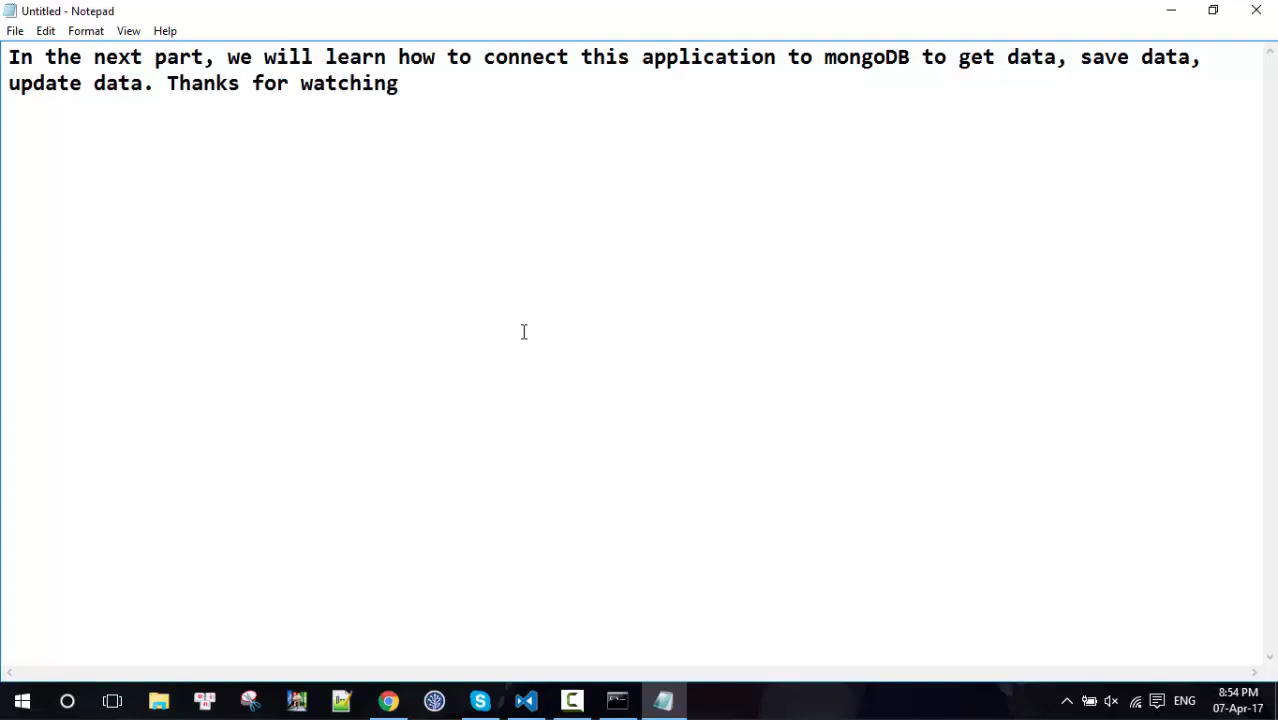 Untitled - Notepad
File Edit Format View Help
In the next part, we will learn how to connect this application to mongoDB to get data, save data,
update data. Thanks for watching
ENG
8:54 PM
07-Apr-17